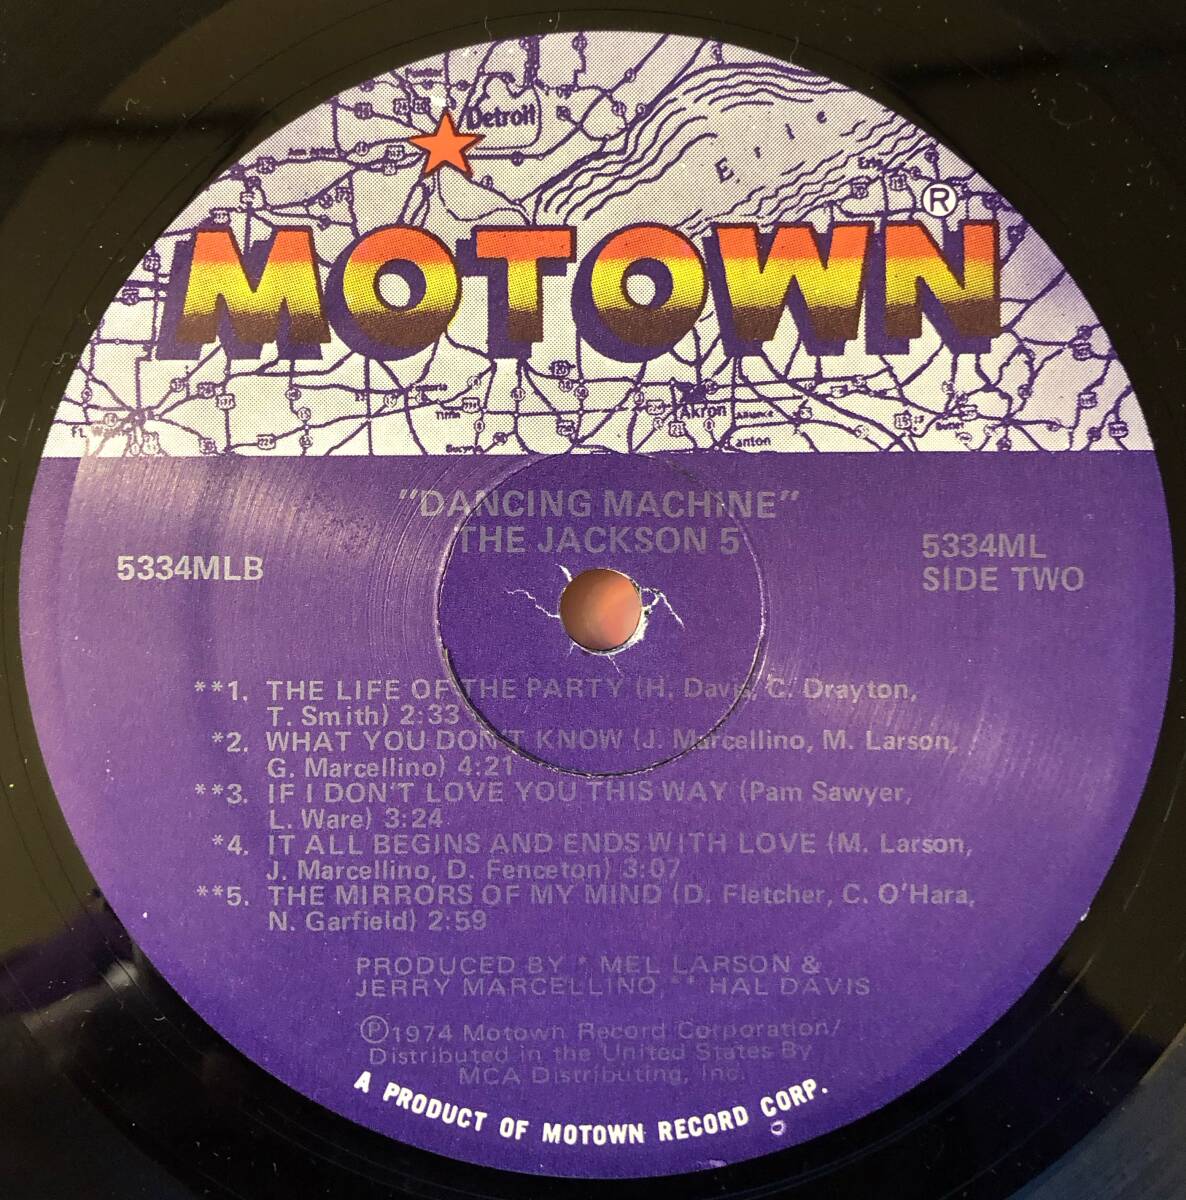 Detroit
Erie
Erie
®
MOTOWN
Akron
"DANCING MACHINE"
THE JACKSON 5
5334MLB
5334ML
SIDE TWO
**1. THE LIFE OF THE PARTY (H. Davis, C. Drayton,
T. Smith) 2:33
*2. WHAT YOU DON'T KNOW (J. Marcellino, M. Larson,
G. Marcellino) 4:21
**3. IF I DON'T LOVE YOU THIS WAY (Pam Sawyer,
L. Ware) 3:24
*4. IT ALL BEGINS AND ENDS WITH LOVE (M. Larson,
J. Marcellino, D. Fenceton) 3:07
**5. THE MIRRORS OF MY MIND (D. Fletcher, C. O'Hara,
N. Garfield) 2:59
PRODUCED BY * MEL LARSON &
JERRY MARCELLINO, ** HAL DAVIS
℗1974 Motown Record Corporation/
Distributed in the United States By
MCA Distributing, Inc.
A PRODUCT OF MOTOWN RECORD CORP.